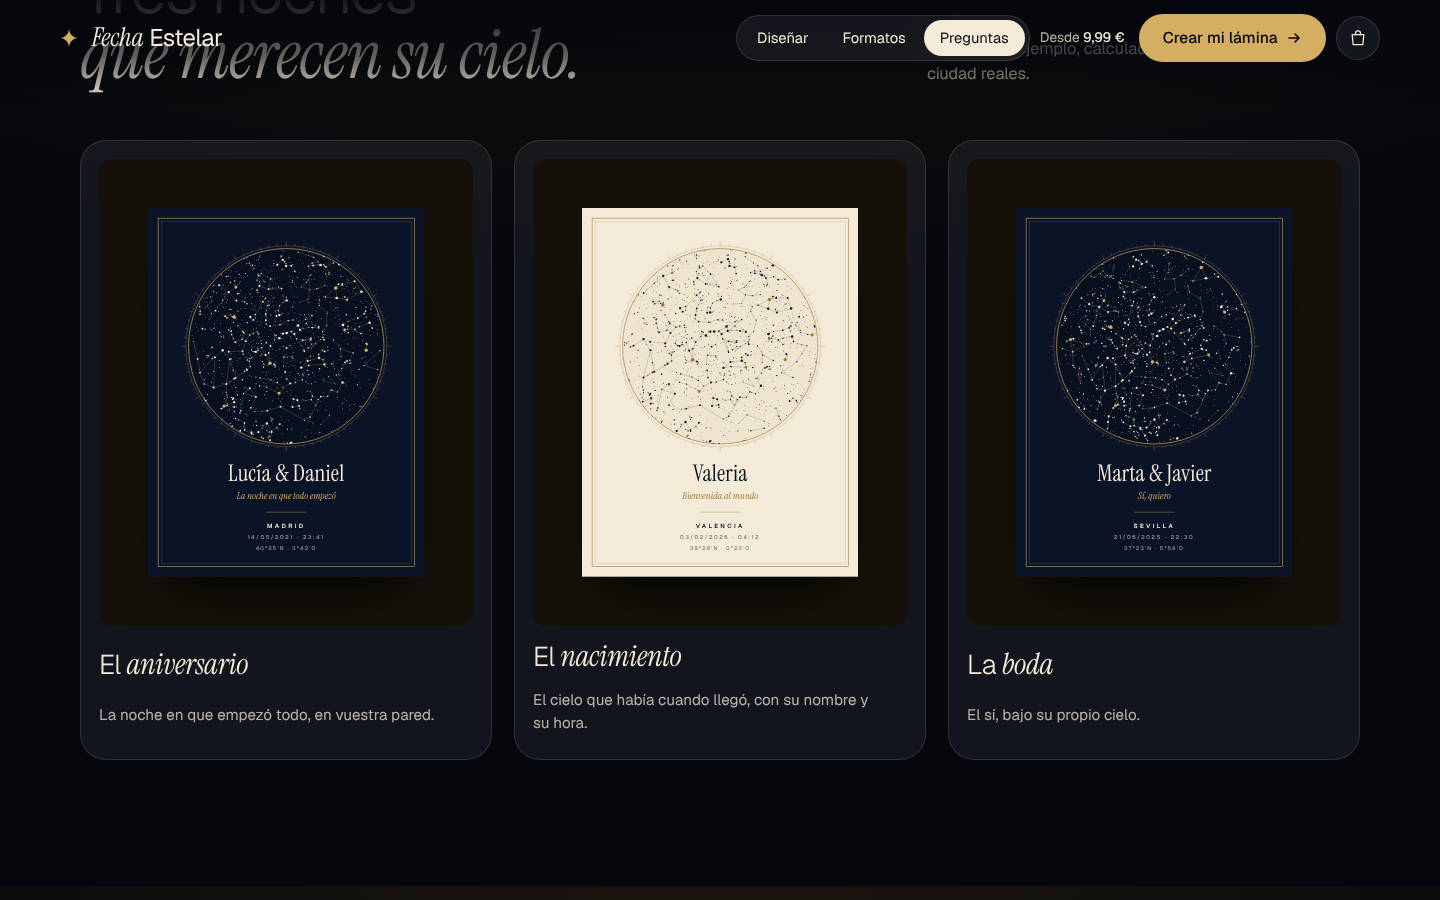 Tres noches
que merecen su cielo.
Fecha Estelar
Diseñar
Formatos
Preguntas
Desde 9,99 €
Crear mi lámina →
ciudad reales.
Lucía & Daniel
La noche en que todo empezó
MADRID
14/05/2021 · 23:41
40°25'N · 3°42'O
Valeria
Bienvenida al mundo
VALENCIA
03/02/2026 · 04:12
39°28'N · 0°23'O
Marta & Javier
Sí, quiero
SEVILLA
21/06/2025 · 22:30
37°23'N · 5°59'O
El aniversario
La noche en que empezó todo, en vuestra pared.
El nacimiento
El cielo que había cuando llegó, con su nombre y
su hora.
La boda
El sí, bajo su propio cielo.